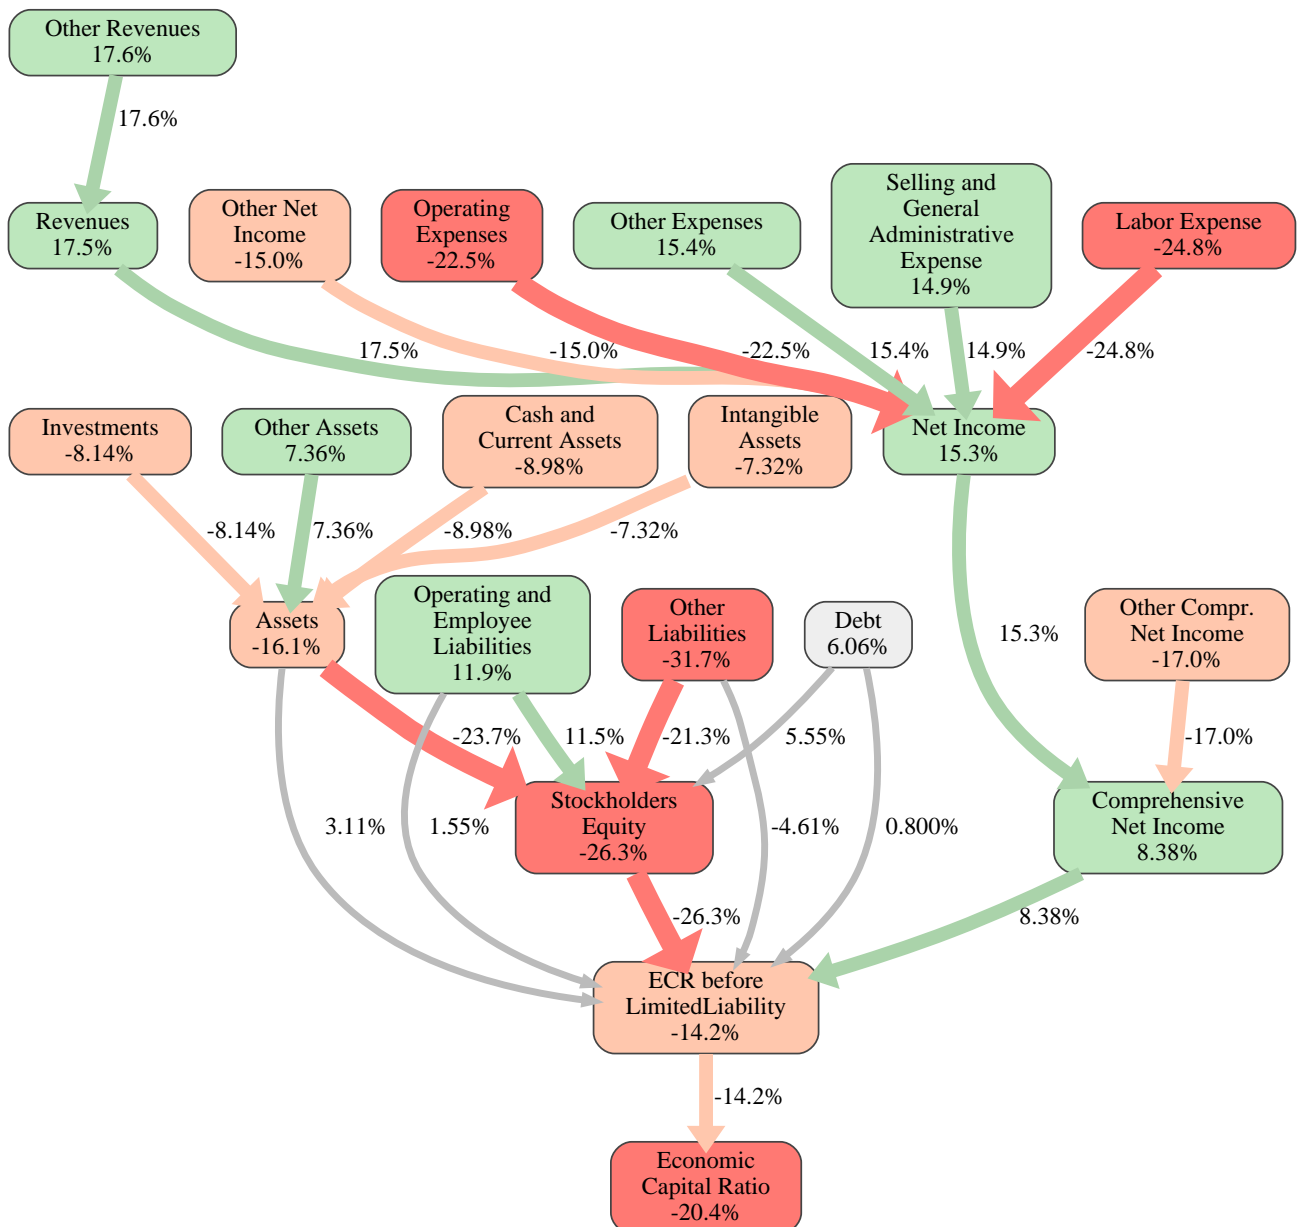 Other Revenues
17.6%
17.6%
Revenues
17.5%
Other Net
Income
-15.0%
Operating
Expenses
-22.5%
Other Expenses
15.4%
Selling and
General
Administrative
Expense
14.9%
Labor Expense
-24.8%
17.5%
-15.0%
-22.5%
15.4%
14.9%
-24.8%
Investments
-8.14%
Other Assets
7.36%
Cash and
Current Assets
-8.98%
Intangible
Assets
-7.32%
Net Income
15.3%
-8.14%
7.36%
-8.98%
-7.32%
Assets
-16.1%
Operating and
Employee
Liabilities
11.9%
Other
Liabilities
-31.7%
Debt
6.06%
15.3%
Other Compr.
Net Income
-17.0%
-23.7%
11.5%
-21.3%
5.55%
-17.0%
3.11%
1.55%
Stockholders
Equity
-26.3%
-4.61%
0.800%
Comprehensive
Net Income
8.38%
-26.3%
8.38%
ECR before
LimitedLiability
-14.2%
-14.2%
Economic
Capital Ratio
-20.4%